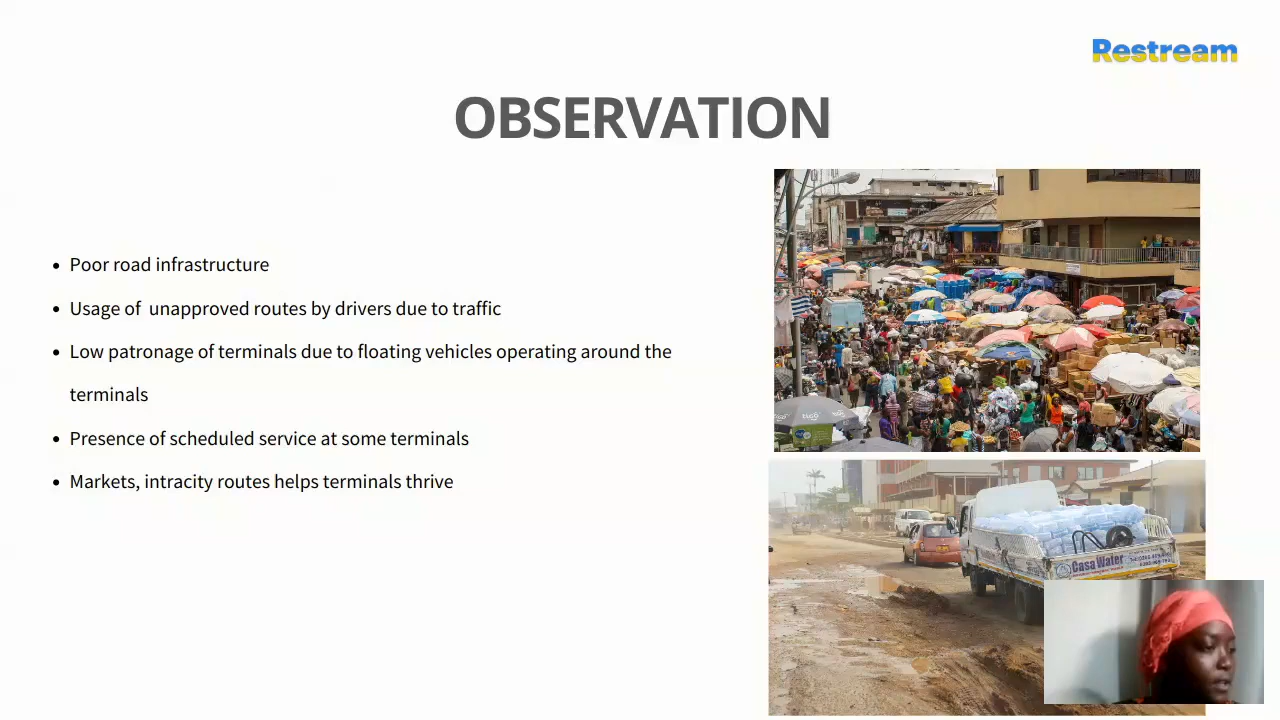 Restream
OBSERVATION
Poor road infrastructure
Usage of  unapproved routes by drivers due to traffic
Low patronage of terminals due to floating vehicles operating around the
terminals
Presence of scheduled service at some terminals
Markets, intracity routes helps terminals thrive
tigo
Casa Water